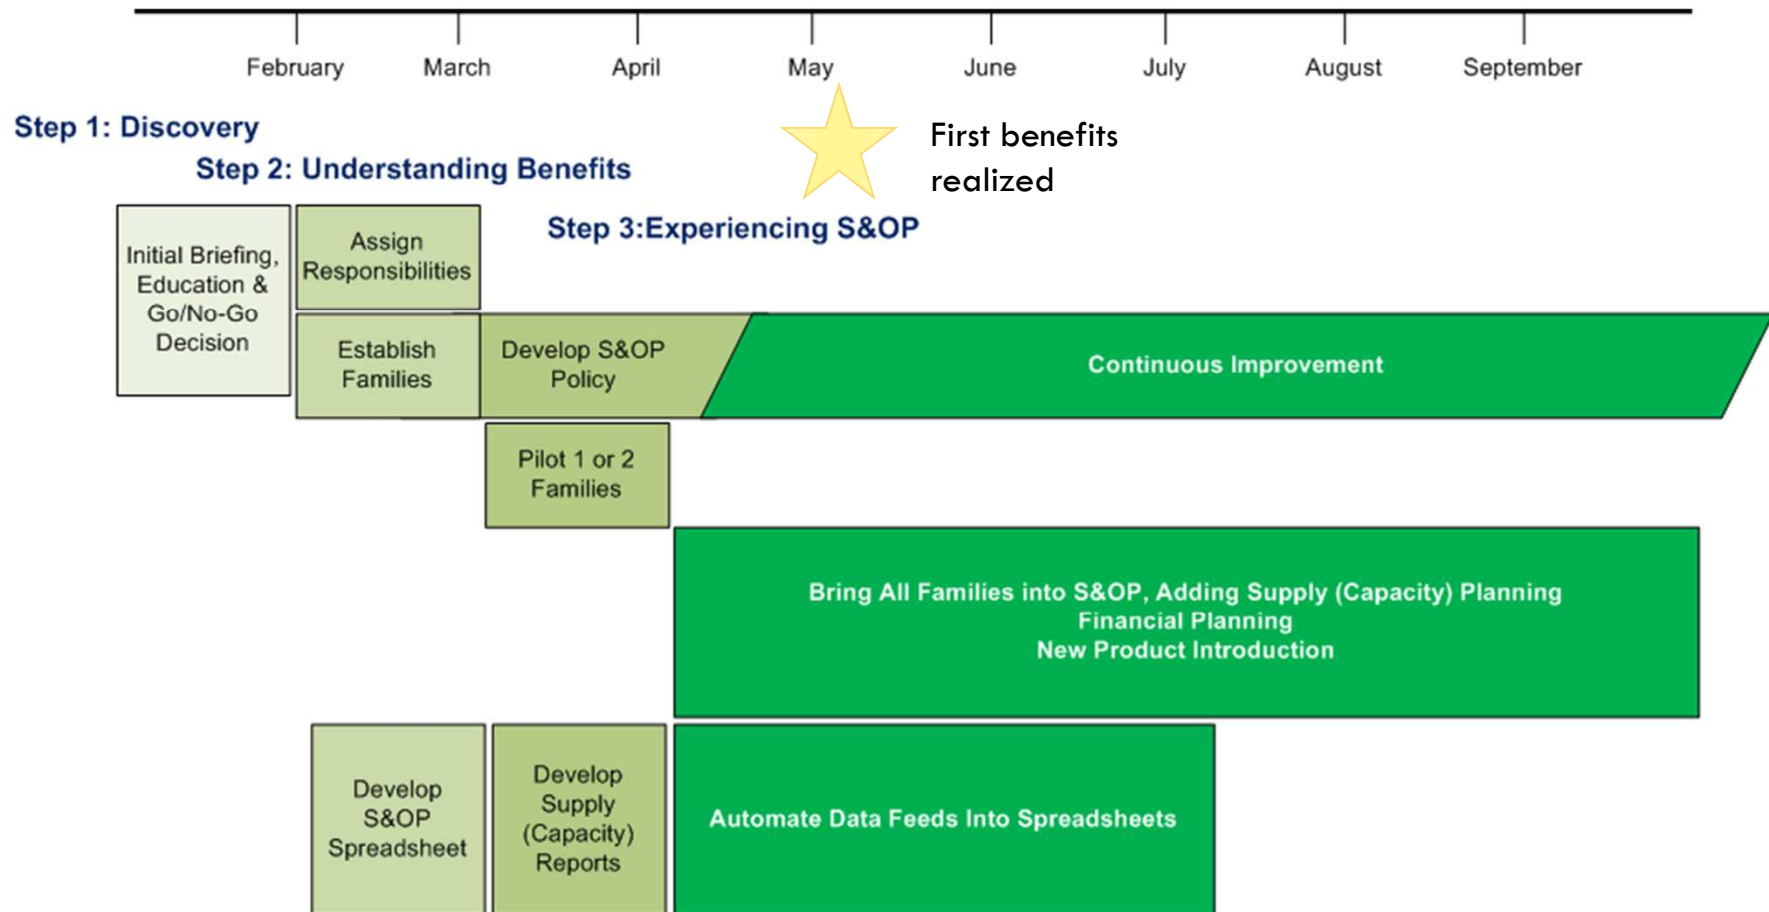 February
March
April
May
June
July
August
September
Step 1: Discovery
Step 2: Understanding Benefits
First benefits
realized
Step 3:Experiencing S&OP
Initial Briefing,
Education &
Go/No-Go
Decision
Assign
Responsibilities
Establish
Families
Develop S&OP
Policy
Continuous Improvement
Pilot 1 or 2
Families
Bring All Families into S&OP, Adding Supply (Capacity) Planning
Financial Planning
New Product Introduction
Develop
S&OP
Spreadsheet
Develop
Supply
(Capacity)
Reports
Automate Data Feeds Into Spreadsheets